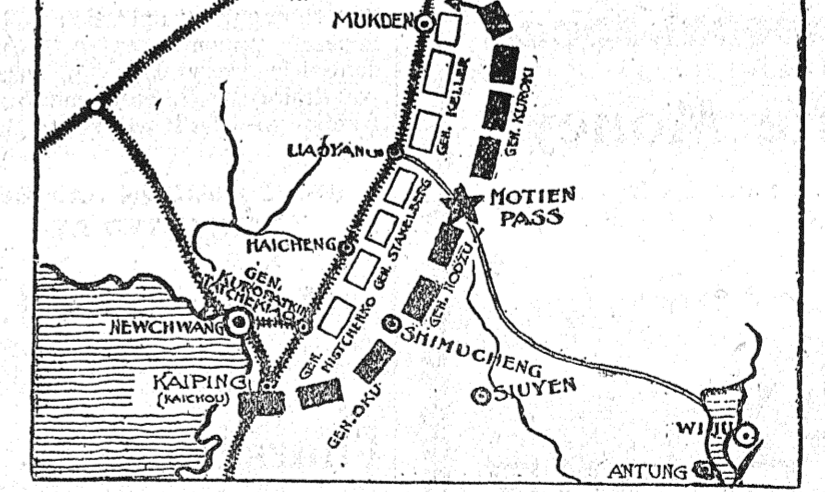 MUKDEN
GEN. KELLER
GEN. KUROKI
LIAOYANG
MOTIEN
PASS
HAICHENG
GEN. STAKELBERG
GEN.
KUROPATKIN
TATCHEKIAO
GEN. NODZU
NEWCHWANG
GEN.
MISTCHENKO
SHIMUCHENG
KAIPING
(KAICHOU)
GEN. OKU
SIUYEN
WIJU
ANTUNG